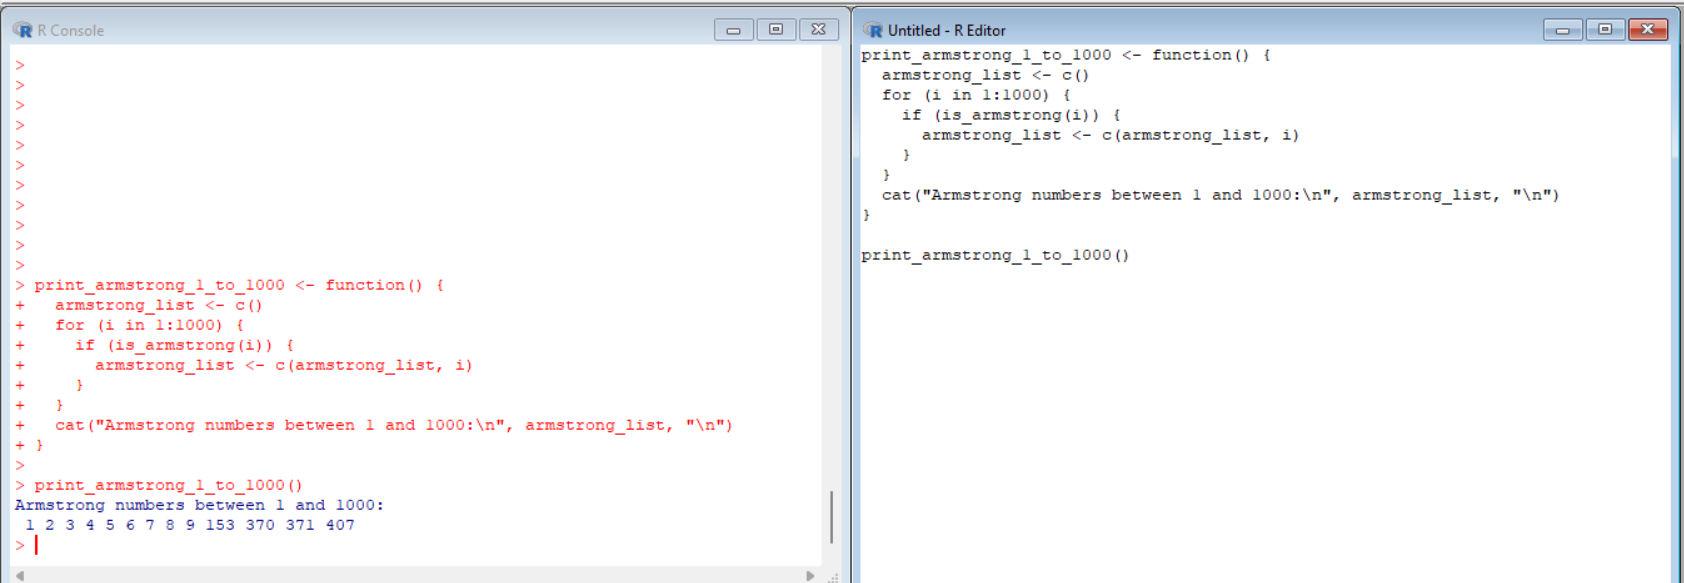 R Console
>
>
>
>
>
>
>
>
>
>
>
> print_armstrong_1_to_1000 <- function() {
+   armstrong_list <- c()
+   for (i in 1:1000) {
+     if (is_armstrong(i)) {
+       armstrong_list <- c(armstrong_list, i)
+     }
+   }
+   cat("Armstrong numbers between 1 and 1000:\n", armstrong_list, "\n")
+ }
>
> print_armstrong_1_to_1000()
Armstrong numbers between 1 and 1000:
 1 2 3 4 5 6 7 8 9 153 370 371 407
>
Untitled - R Editor
print_armstrong_1_to_1000 <- function() {
  armstrong_list <- c()
  for (i in 1:1000) {
    if (is_armstrong(i)) {
      armstrong_list <- c(armstrong_list, i)
    }
  }
  cat("Armstrong numbers between 1 and 1000:\n", armstrong_list, "\n")
}

print_armstrong_1_to_1000()